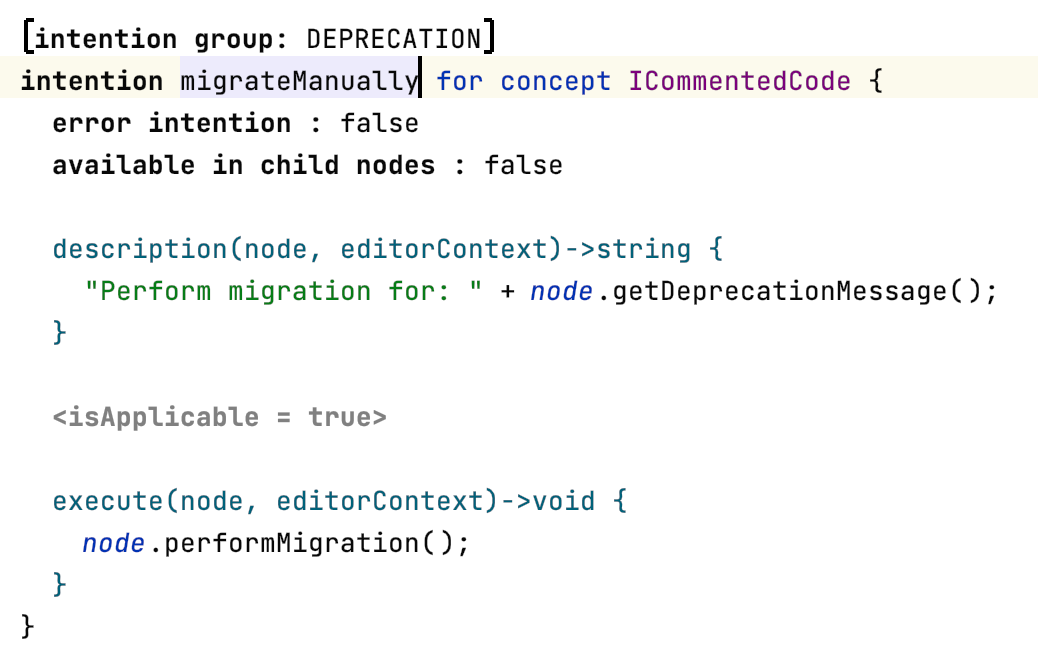 [intention group: DEPRECATION]
intention migrateManually for concept ICommentedCode {
error intention : false
available in child nodes : false
description(node, editorContext)->string {
"Perform migration for: " + node.getDeprecationMessage();
}
<isApplicable = true>
execute(node, editorContext)->void {
node.performMigration();
}
}